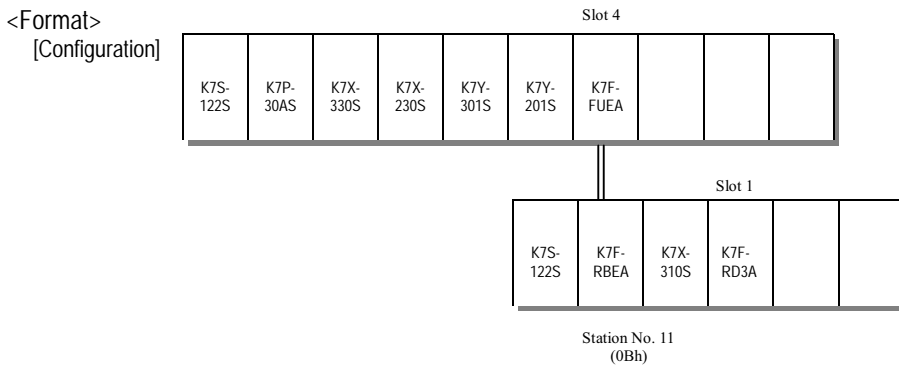 <Format>
Slot 4
[Configuration]
K7S-
122S
K7P-
30AS
K7X-
330S
K7X-
230S
K7Y-
301S
K7Y-
201S
K7F-
FUEA
Slot 1
K7S-
122S
K7F-
RBEA
K7X-
310S
K7F-
RD3A
Station No. 11
(0Bh)